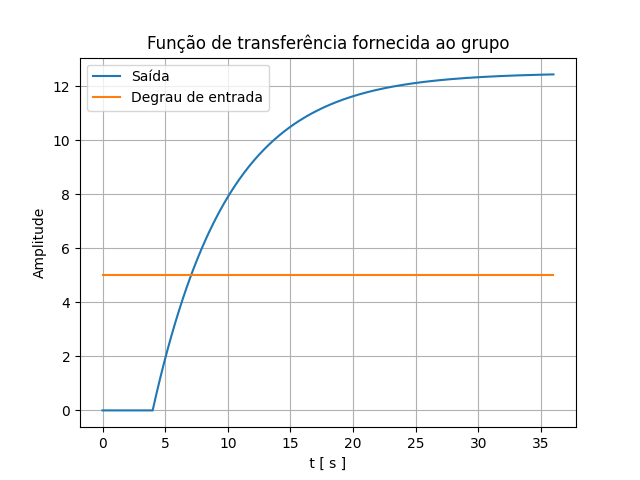 Função de transferência fornecida ao grupo
Saída
Degrau de entrada
12
10
8
6
4
2
0
Amplitude
0 5 10 15 20 25 30 35
t [ s ]